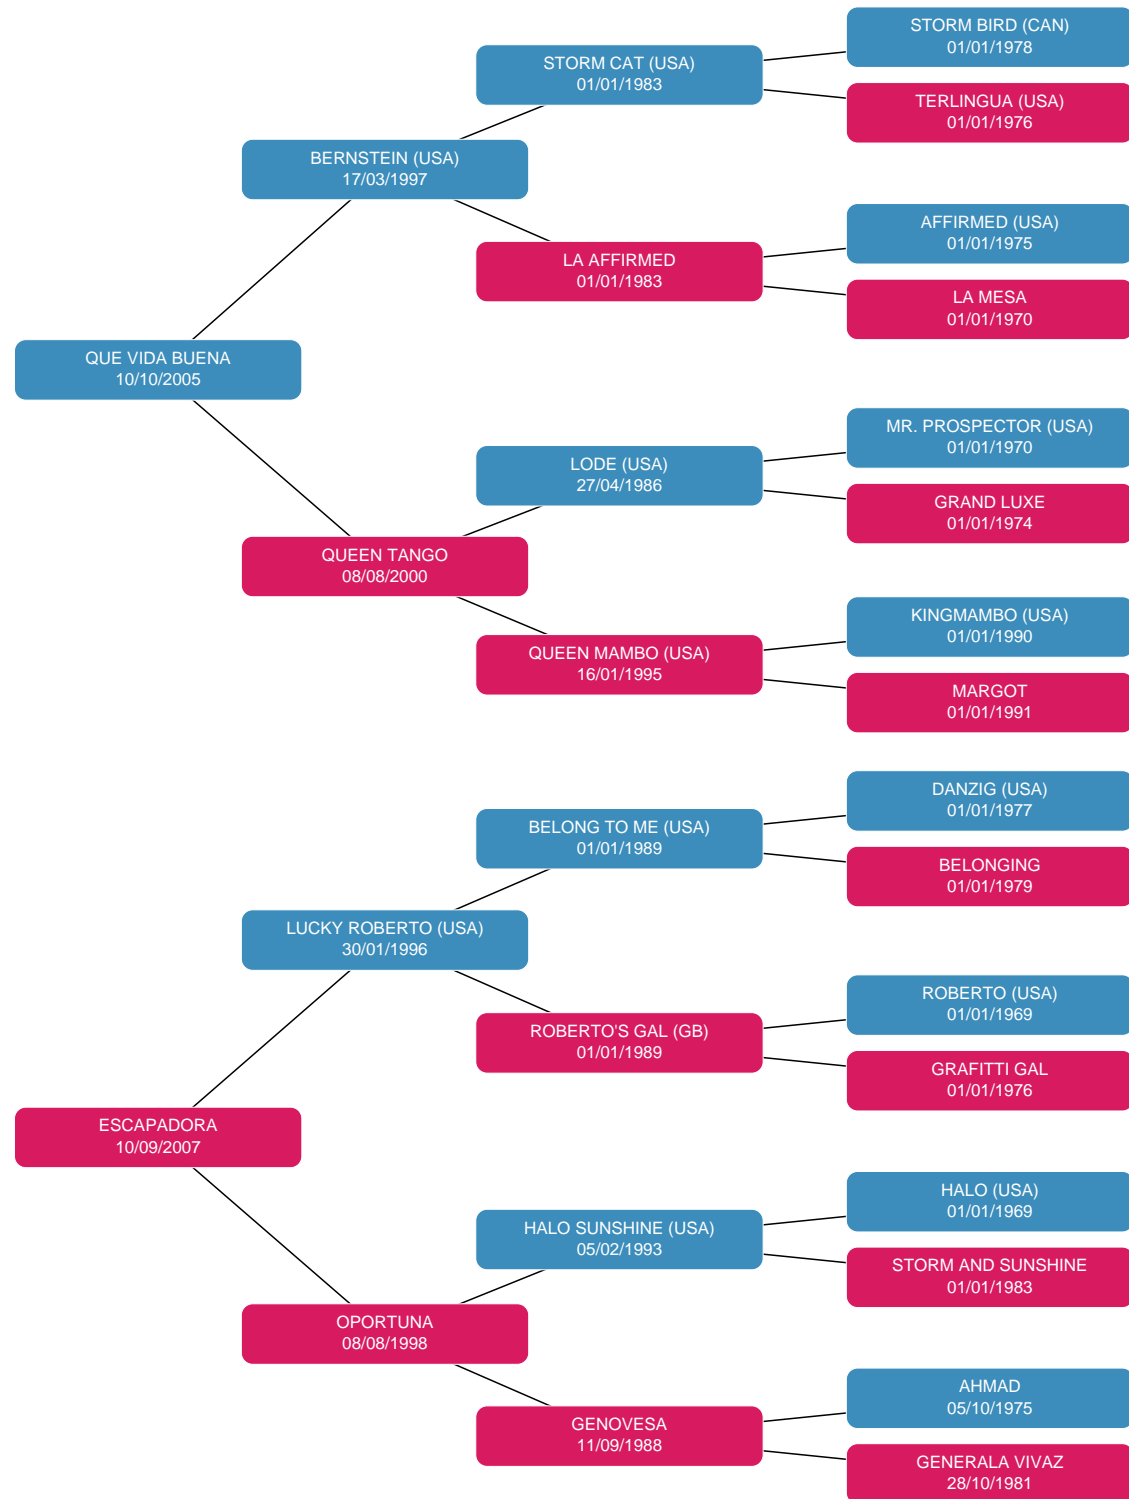 STORM BIRD (CAN)
01/01/1978
STORM CAT (USA)
01/01/1983
TERLINGUA (USA)
01/01/1976
BERNSTEIN (USA)
17/03/1997
AFFIRMED (USA)
01/01/1975
LA AFFIRMED
01/01/1983
LA MESA
01/01/1970
QUE VIDA BUENA
10/10/2005
MR. PROSPECTOR (USA)
01/01/1970
LODE (USA)
27/04/1986
GRAND LUXE
01/01/1974
QUEEN TANGO
08/08/2000
KINGMAMBO (USA)
01/01/1990
QUEEN MAMBO (USA)
16/01/1995
MARGOT
01/01/1991
DANZIG (USA)
01/01/1977
BELONG TO ME (USA)
01/01/1989
BELONGING
01/01/1979
LUCKY ROBERTO (USA)
30/01/1996
ROBERTO (USA)
01/01/1969
ROBERTO'S GAL (GB)
01/01/1989
GRAFITTI GAL
01/01/1976
ESCAPADORA
10/09/2007
HALO (USA)
01/01/1969
HALO SUNSHINE (USA)
05/02/1993
STORM AND SUNSHINE
01/01/1983
OPORTUNA
08/08/1998
AHMAD
05/10/1975
GENOVESA
11/09/1988
GENERALA VIVAZ
28/10/1981